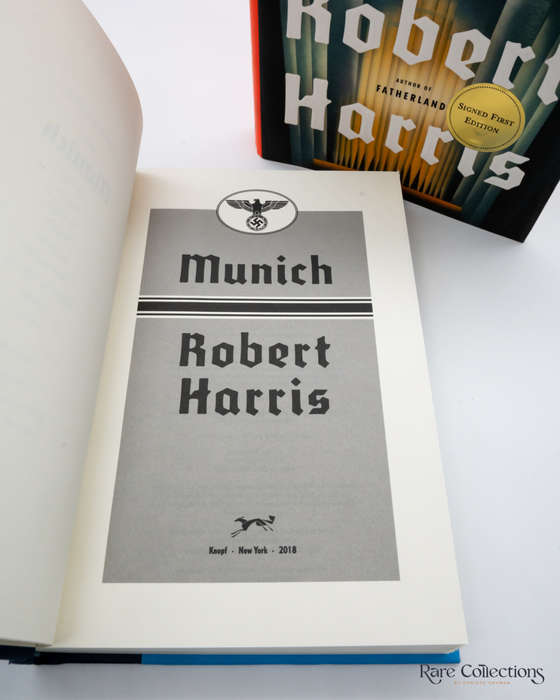 Robert
AUTHOR OF
FATHERLAND
Harris
SIGNED FIRST
EDITION
Munich
Robert
Harris
Knopf · New York · 2018
RARE COLLECTIONS